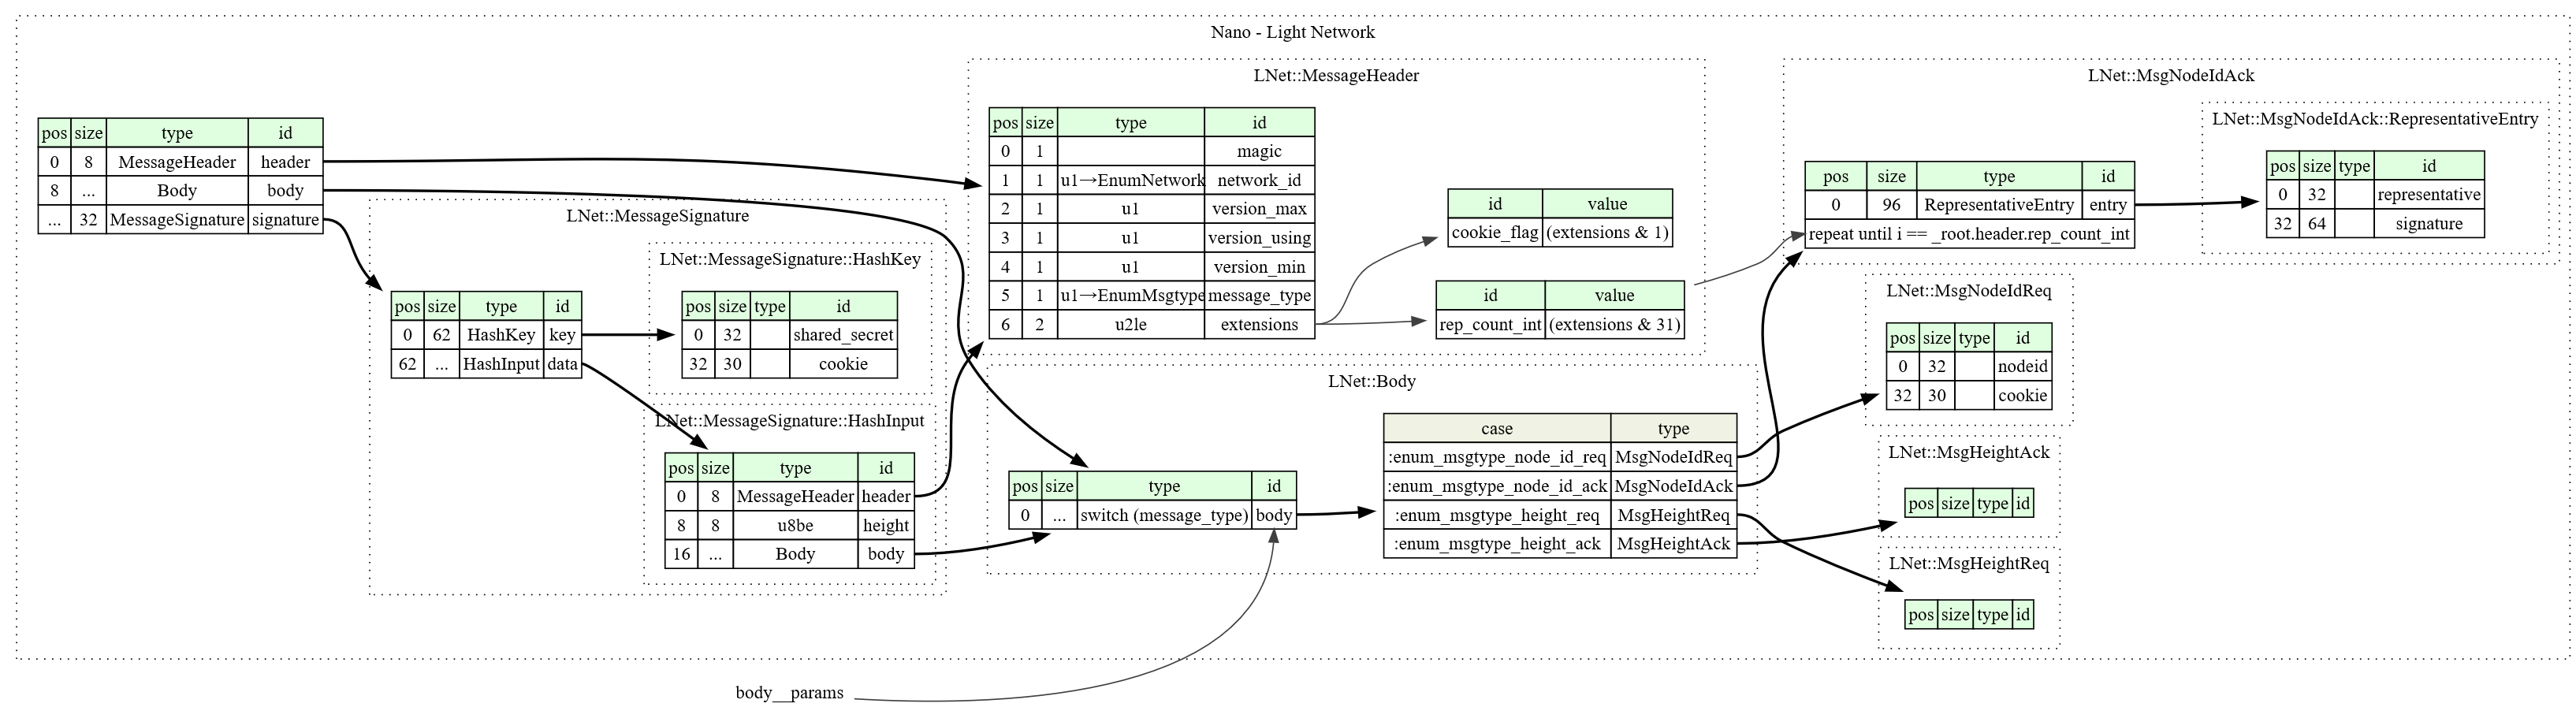 Nano - Light Network
pos size type id
0 8 MessageHeader header
8 ... Body body
... 32 MessageSignature signature
LNet::MessageSignature
pos size type id
0 62 HashKey key
62 ... HashInput data
LNet::MessageSignature::HashKey
pos size type id
0 32 shared_secret
32 30 cookie
LNet::MessageSignature::HashInput
pos size type id
0 8 MessageHeader header
8 8 u8be height
16 ... Body body
LNet::MessageHeader
pos size type id
0 1 magic
1 1 u1→EnumNetwork network_id
2 1 u1 version_max
3 1 u1 version_using
4 1 u1 version_min
5 1 u1→EnumMsgtype message_type
6 2 u2le extensions
id value
cookie_flag (extensions & 1)
id value
rep_count_int (extensions & 31)
LNet::Body
pos size type id
0 ... switch (message_type) body
case type
:enum_msgtype_node_id_req MsgNodeIdReq
:enum_msgtype_node_id_ack MsgNodeIdAck
:enum_msgtype_height_req MsgHeightReq
:enum_msgtype_height_ack MsgHeightAck
LNet::MsgNodeIdAck
pos size type id
0 96 RepresentativeEntry entry
repeat until i == _root.header.rep_count_int
LNet::MsgNodeIdAck::RepresentativeEntry
pos size type id
0 32 representative
32 64 signature
LNet::MsgNodeIdReq
pos size type id
0 32 nodeid
32 30 cookie
LNet::MsgHeightAck
pos size type id
LNet::MsgHeightReq
pos size type id
body__params